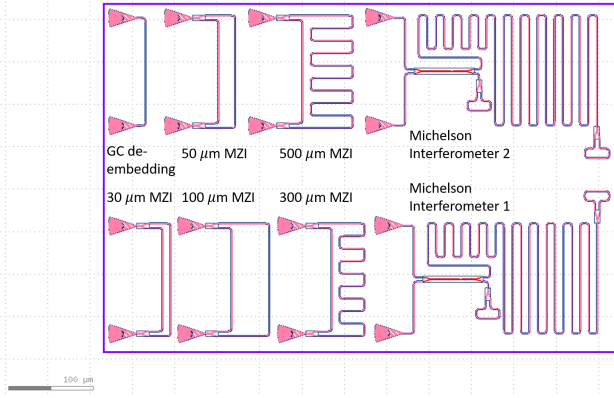 Michelson
Interferometer 2
GC de-
embedding
50 μm MZI
500 μm MZI
Michelson
Interferometer 1
30 μm MZI
100 μm MZI
300 μm MZI
100 μm